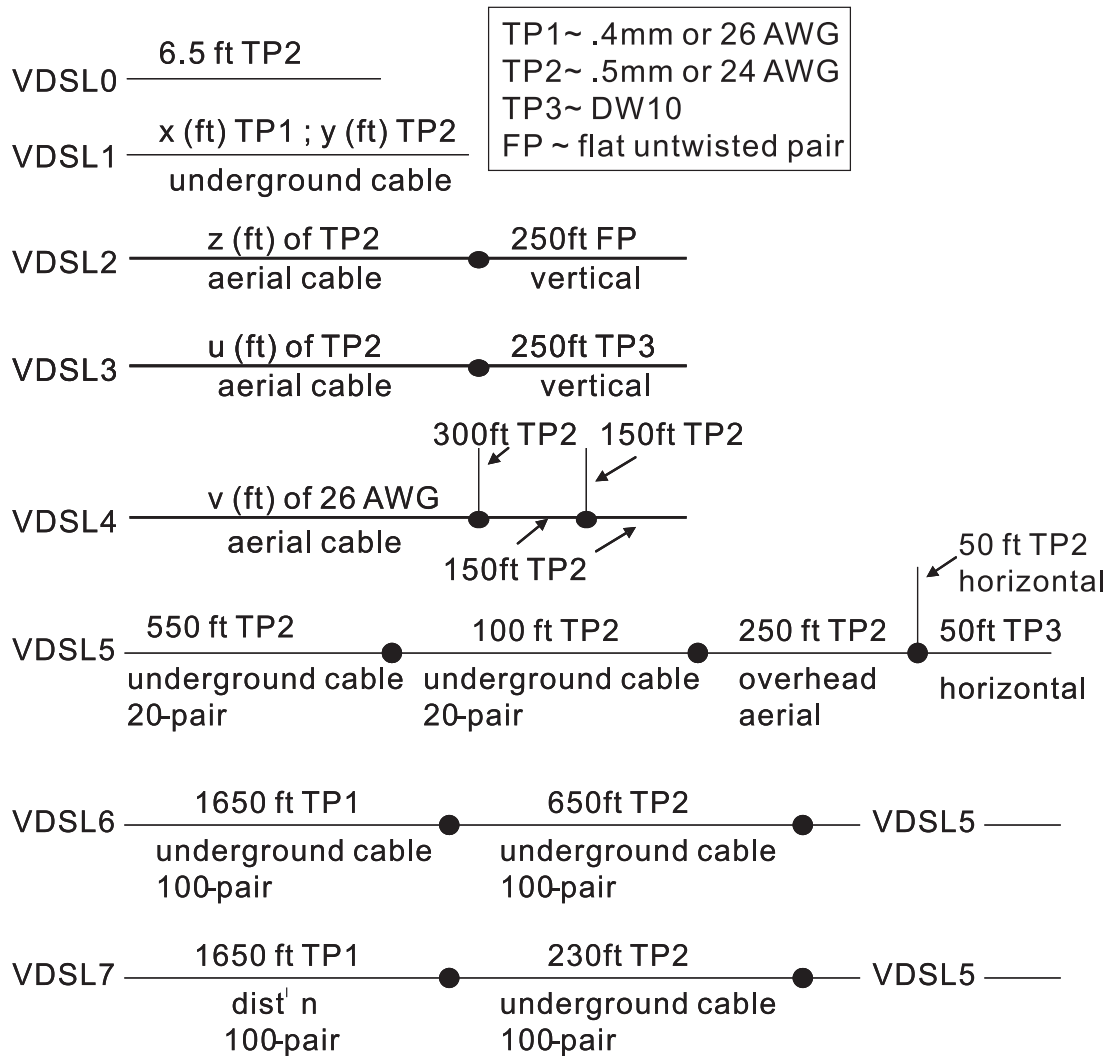 TP1~ .4mm or 26 AWG
TP2~ .5mm or 24 AWG
TP3~ DW10
FP ~ flat untwisted pair
6.5 ft TP2
VDSL0
x (ft) TP1 ; y (ft) TP2
VDSL1
underground cable
z (ft) of TP2
250ft FP
VDSL2
aerial cable
vertical
u (ft) of TP2
250ft TP3
VDSL3
aerial cable
vertical
300ft TP2
150ft TP2
v (ft) of 26 AWG
VDSL4
aerial cable
150ft TP2
50 ft TP2
horizontal
550 ft TP2
100 ft TP2
250 ft TP2
50ft TP3
VDSL5
underground cable
20-pair
underground cable
20-pair
overhead
aerial
horizontal
1650 ft TP1
650ft TP2
VDSL6
VDSL5
underground cable
100-pair
underground cable
100-pair
1650 ft TP1
230ft TP2
VDSL7
VDSL5
dist' n
100-pair
underground cable
100-pair